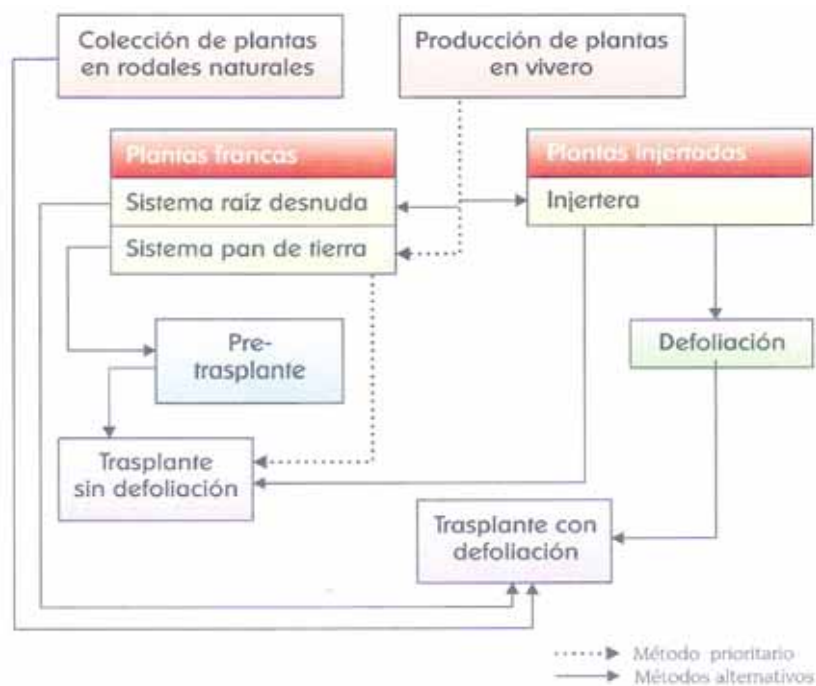 Colección de plantas
en rodales naturales
Producción de plantas
en vivero
Plantas francas
Sistema raíz desnuda
Sistema pan de tierra
Plantas injertadas
Injertera
Pre-
trasplante
Defoliación
Trasplante
sin defoliación
Trasplante con
defoliación
Método prioritario
Métodos alternativos